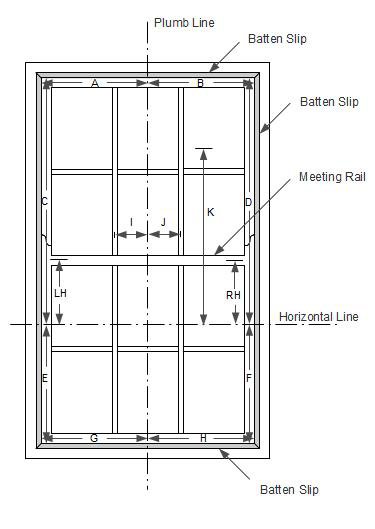 Plumb Line
Batten Slip
A
B
Batten Slip
Meeting Rail
C
D
K
I
J
LH
RH
Horizontal Line
E
F
G
H
Batten Slip